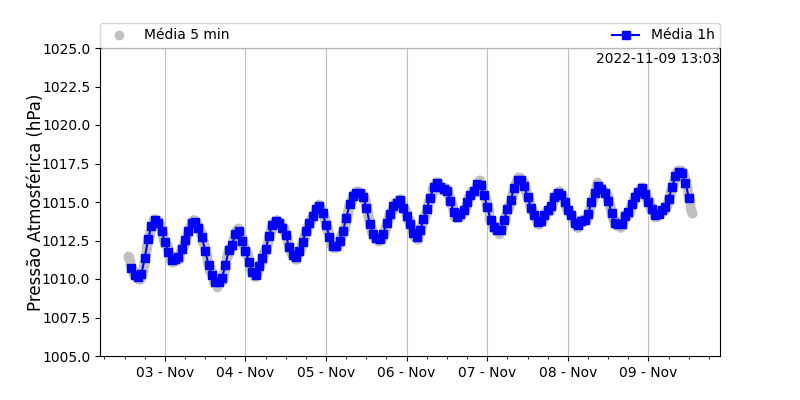 Média 5 min
Média 1h
2022-11-09 13:03
Pressão Atmosférica (hPa)
1025.0
1022.5
1020.0
1017.5
1015.0
1012.5
1010.0
1007.5
1005.0
03 - Nov
04 - Nov
05 - Nov
06 - Nov
07 - Nov
08 - Nov
09 - Nov